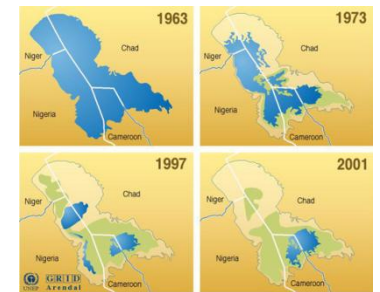 1963
Chad
Niger
Nigeria
Cameroon
1973
Chad
Niger
Nigeria
Cameroon
1997
Chad
Niger
Nigeria
Cameroon
UNEP
GRID
Arendal
2001
Chad
Niger
Nigeria
Cameroon